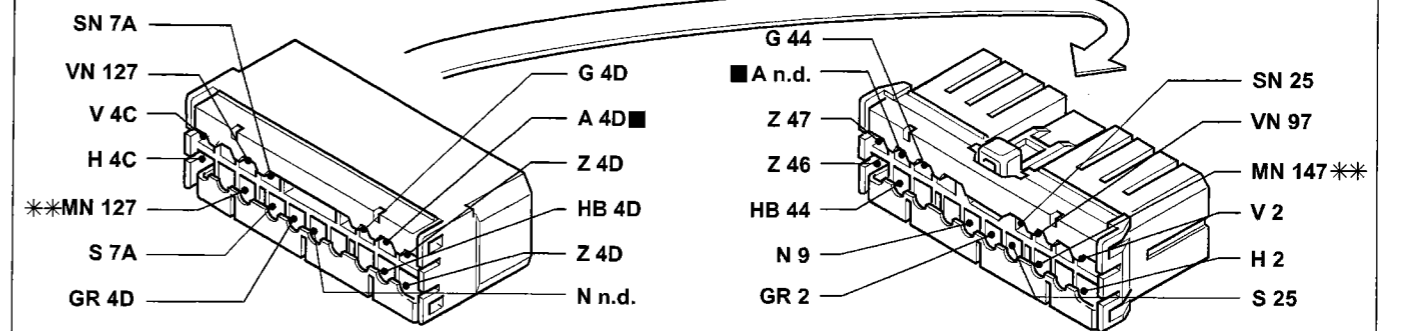 SN 7A
VN 127
V 4C
H 4C
✳✳MN 127
S 7A
GR 4D
G 4D
A 4D■
Z 4D
HB 4D
Z 4D
N n.d.
G 44
■A n.d.
Z 47
Z 46
HB 44
N 9
GR 2
SN 25
VN 97
MN 147✳✳
V 2
H 2
S 25